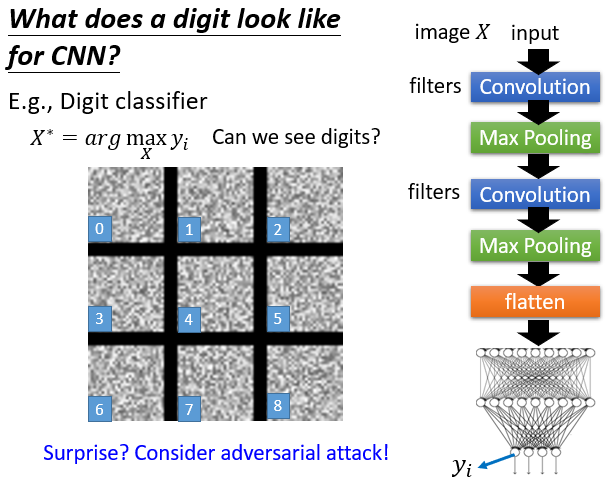 What does a digit look like
for CNN?
E.g., Digit classifier
X* = arg max y_i
X
Can we see digits?
0
1
2
3
4
5
6
7
8
Surprise? Consider adversarial attack!
image X
input
filters
Convolution
Max Pooling
filters
Convolution
Max Pooling
flatten
y_i